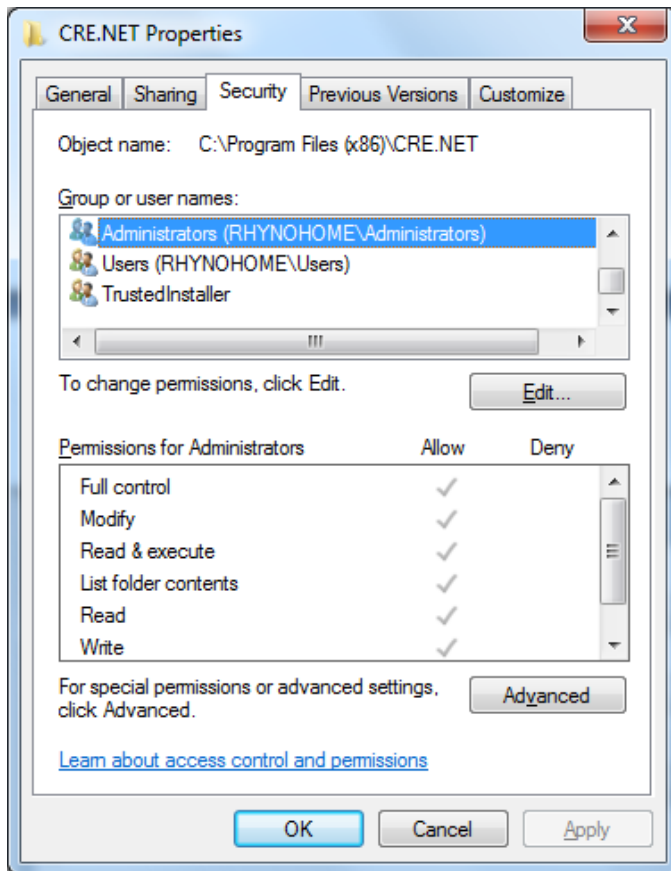 CRE.NET Properties
General Sharing Security Previous Versions Customize
Object name: C:\Program Files (x86)\CRE.NET
Group or user names:
Administrators (RHYNOHOME\Administrators)
Users (RHYNOHOME\Users)
TrustedInstaller
To change permissions, click Edit. Edit...
Permissions for Administrators Allow Deny
Full control
Modify
Read & execute
List folder contents
Read
Write
For special permissions or advanced settings, click Advanced. Advanced
Learn about access control and permissions
OK Cancel Apply